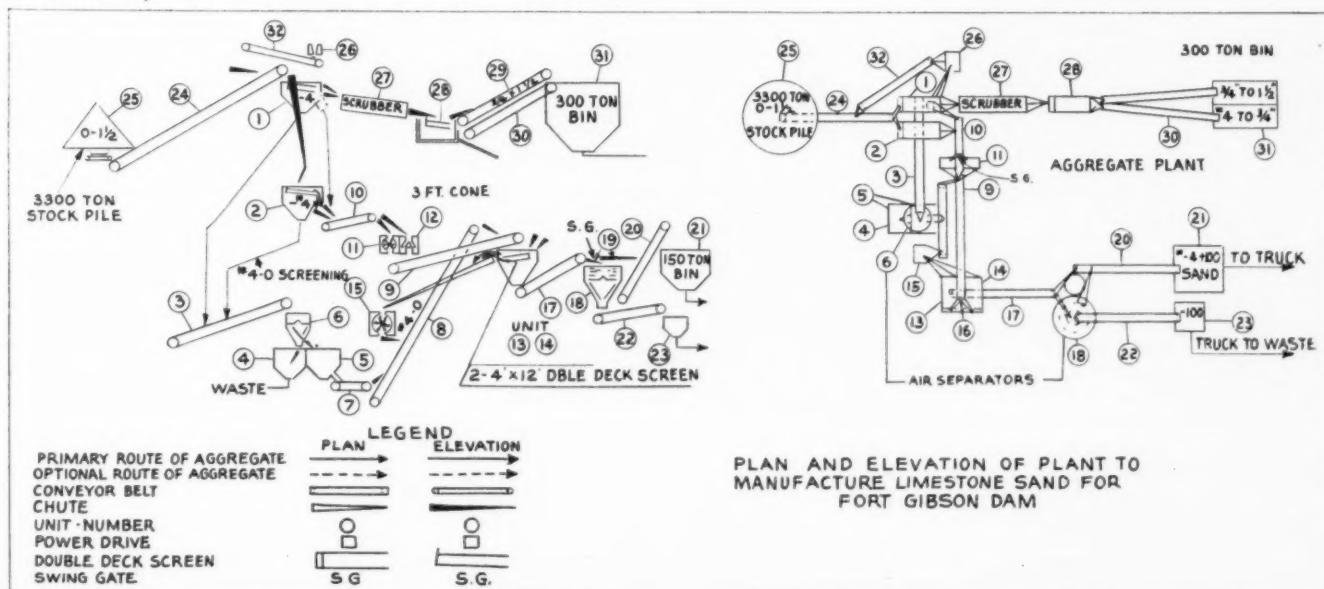 32
26
24
25
0-1½
-4
1
27
SCRUBBER
28
29
¾ x 1½
30
31
300 TON
BIN
3300 TON
STOCK PILE
2
-#4
10
3 FT. CONE
11
12
#4-0 SCREENING
3
6
4
5
WASTE
7
15
#4-0
8
9
UNIT
13
14
S.G.
19
18
17
20
21
150 TON
BIN
22
23
2-4'x12' DBLE DECK SCREEN
25
3300 TON
0-1½
STOCK PILE
24
32
26
1
27
SCRUBBER
28
300 TON BIN
¾" TO 1½"
#4 TO ¾"
30
31
AGGREGATE PLANT
2
10
11
S.G.
9
3
5
4
6
15
14
13
16
17
18
20
21
#-4+100
SAND
TO TRUCK
-100
23
22
TRUCK TO WASTE
AIR SEPARATORS
LEGEND
PLAN ELEVATION
PRIMARY ROUTE OF AGGREGATE
OPTIONAL ROUTE OF AGGREGATE
CONVEYOR BELT
CHUTE
UNIT-NUMBER
POWER DRIVE
DOUBLE DECK SCREEN
SWING GATE SG S.G.
PLAN AND ELEVATION OF PLANT TO
MANUFACTURE LIMESTONE SAND FOR
FORT GIBSON DAM